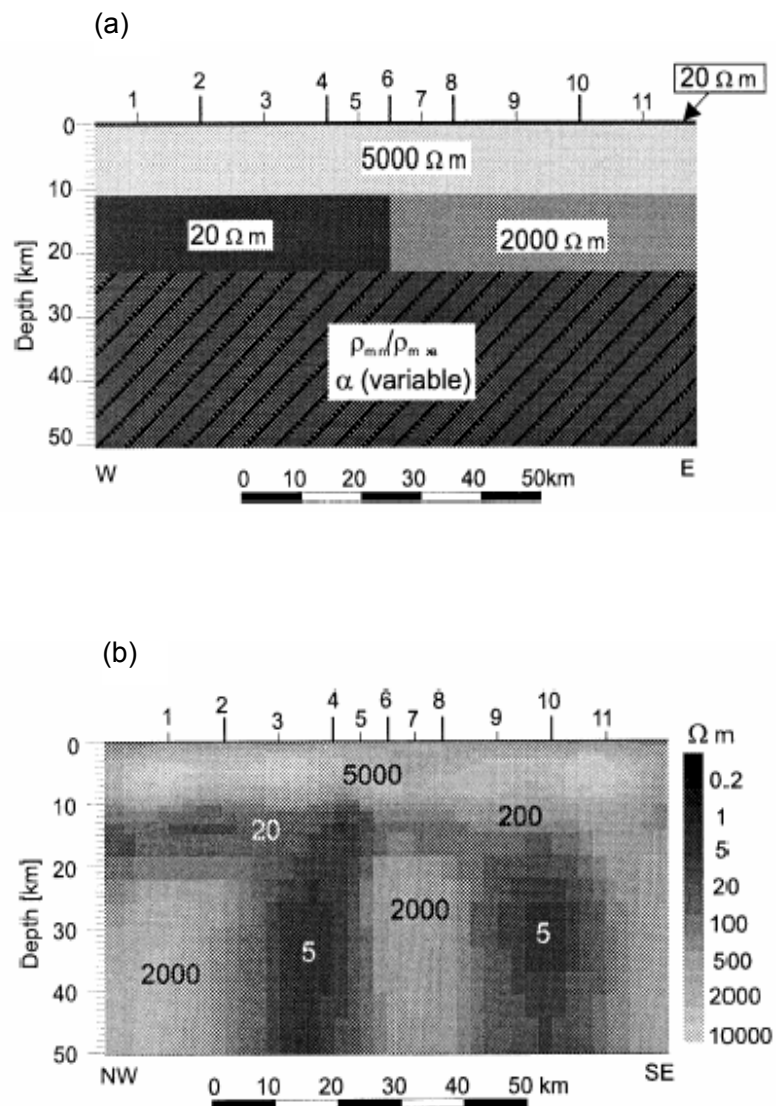 (a)
1 2 3 4 5 6 7 8 9 10 11
20 Ω m
0
5000 Ω m
10
20 Ω m 2000 Ω m
20
Depth [km]
30
α (variable)
40
50
W E
0 10 20 30 40 50km
(b)
1 2 3 4 5 6 7 8 9 10 11
Ω m
0
5000
0.2
10
200
1
20
5
20
20
2000
100
Depth [km]
30
5
5
500
2000
2000
40
10000
50
NW SE
0 10 20 30 40 50 km